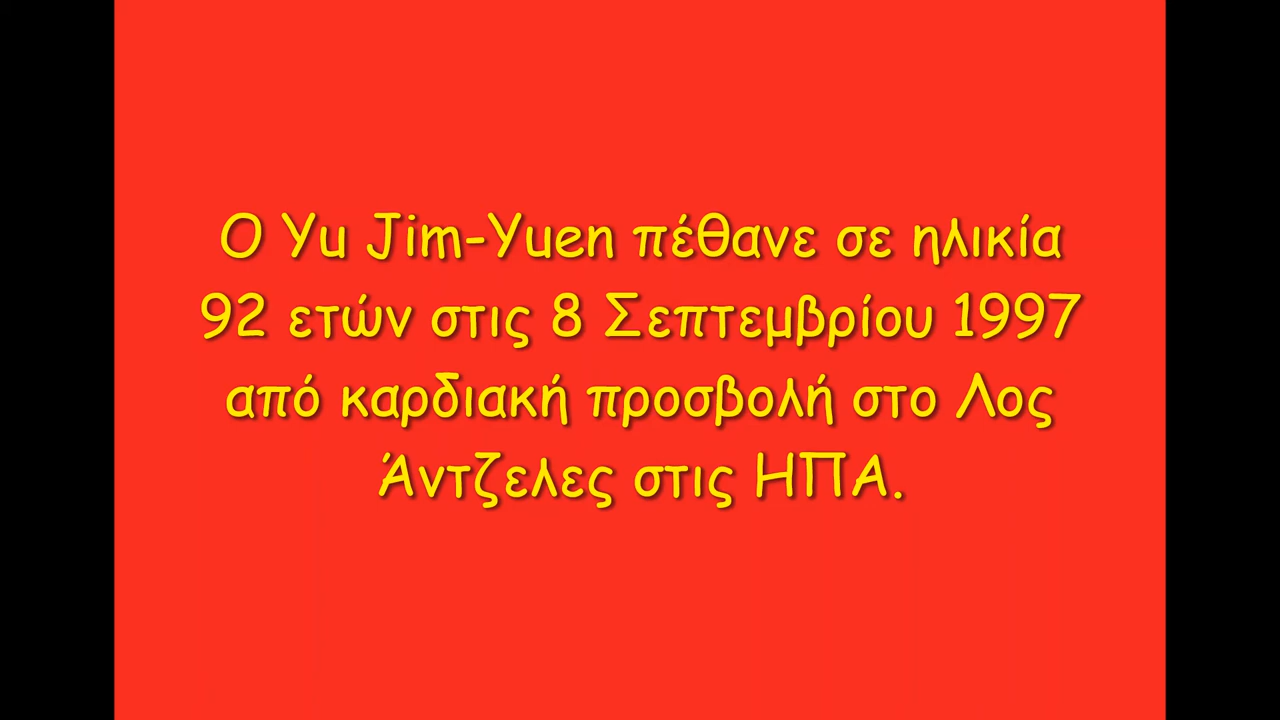 Ο Yu Jim-Yuen πέθανε σε ηλικία
92 ετών στις 8 Σεπτεμβρίου 1997
από καρδιακή προσβολή στο Λος
Άντζελες στις ΗΠΑ.